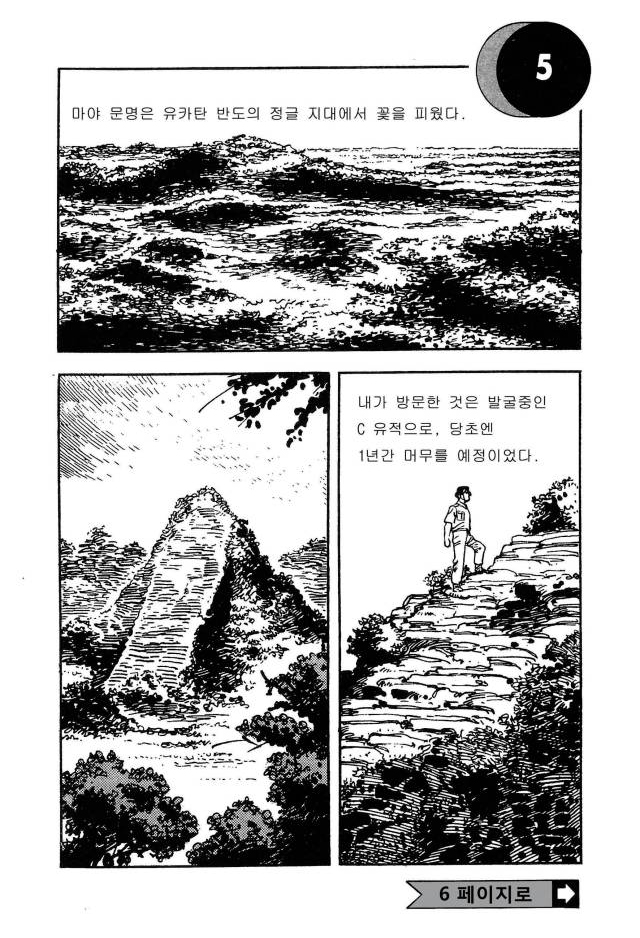 5
마야 문명은 유카탄 반도의 정글 지대에서 꽃을 피웠다.
내가 방문한 것은 발굴중인
C 유적으로, 당초엔
1년간 머무를 예정이었다.
6 페이지로